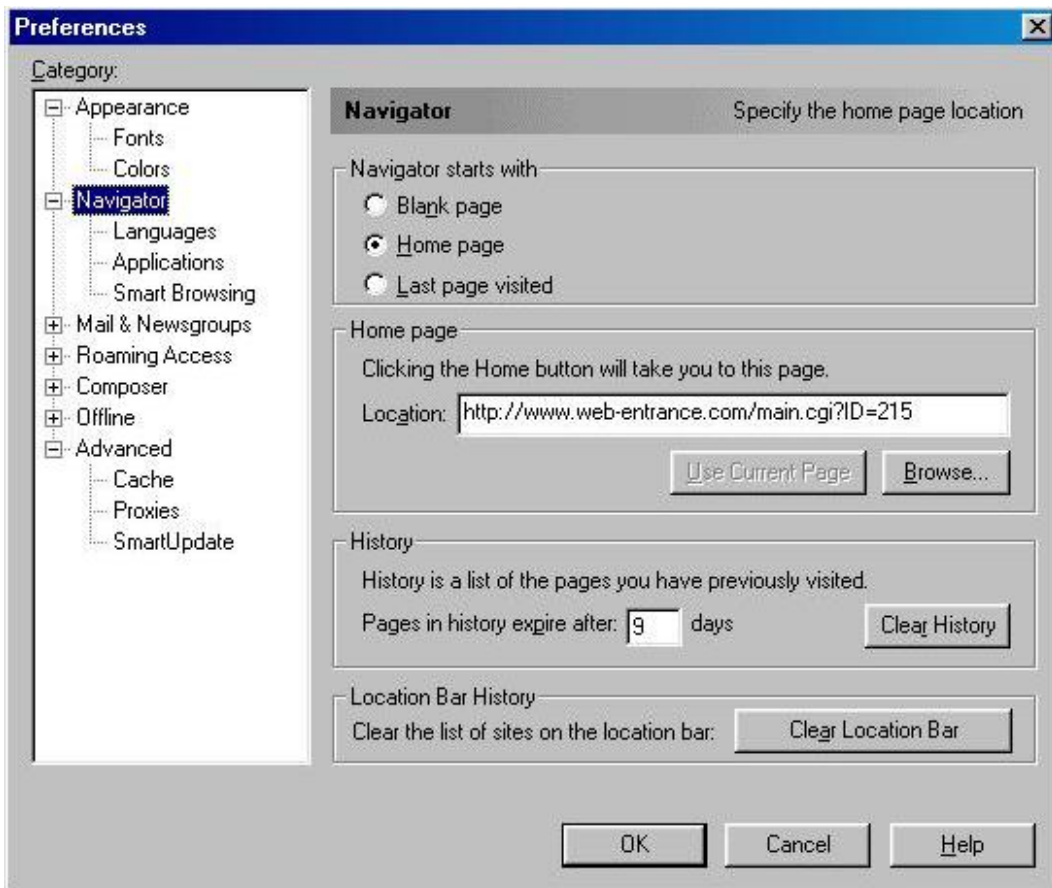 Preferences
Category:
Appearance
Fonts
Colors
Navigator
Languages
Applications
Smart Browsing
Mail & Newsgroups
Roaming Access
Composer
Offline
Advanced
Cache
Proxies
SmartUpdate
Navigator Specify the home page location
Navigator starts with
Blank page
Home page
Last page visited
Home page
Clicking the Home button will take you to this page.
Location: http://www.web-entrance.com/main.cgi?ID=215
Use Current Page Browse...
History
History is a list of the pages you have previously visited.
Pages in history expire after: 9 days Clear History
Location Bar History
Clear the list of sites on the location bar: Clear Location Bar
OK Cancel Help